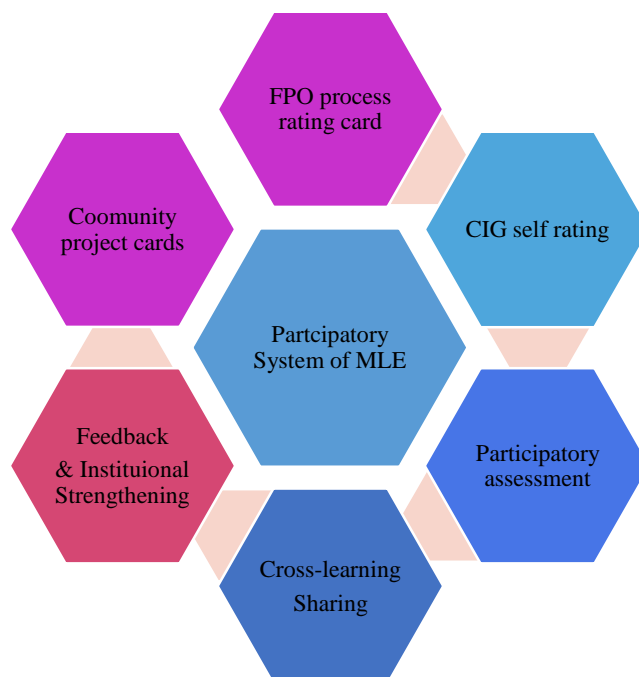 FPO process
rating card
Coomunity
project cards
CIG self rating
Partcipatory
System of MLE
Feedback
& Instituional
Strengthening
Participatory
assessment
Cross-learning
Sharing